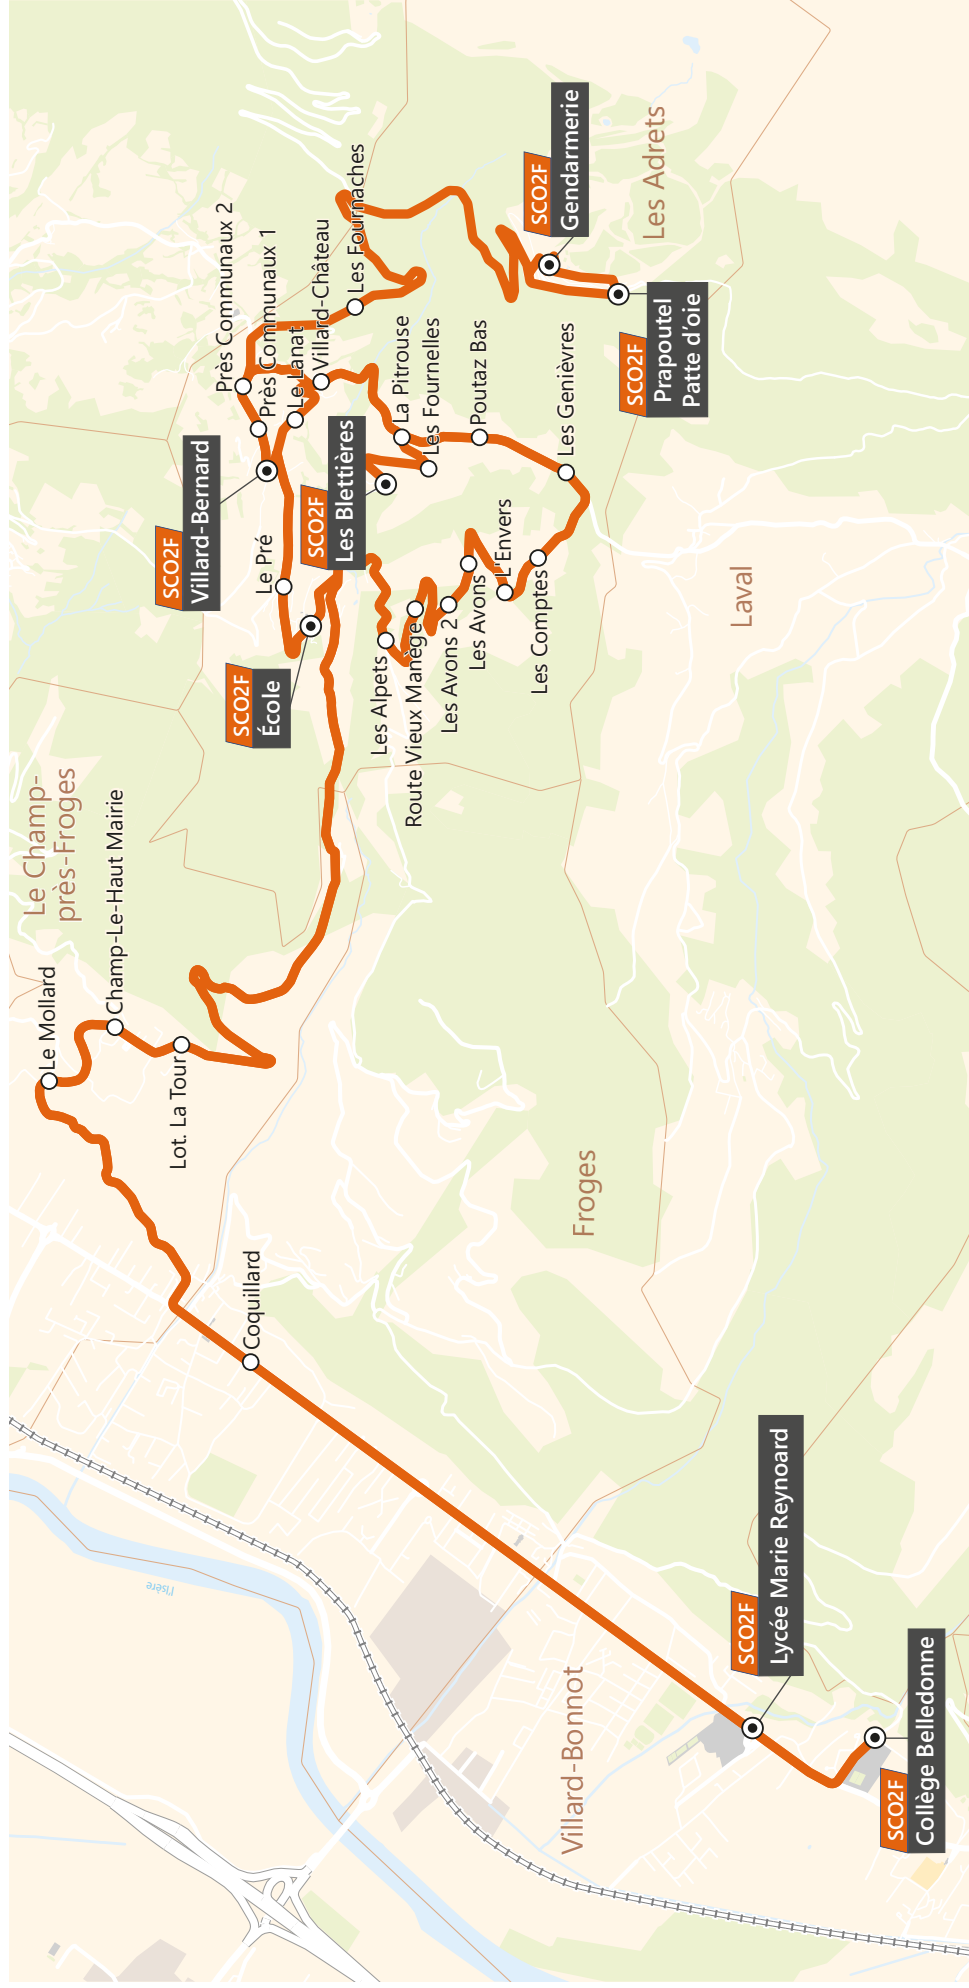 Le Champ-
près-Froges
Le Mollard
Champ-Le-Haut Mairie
Lot. La Tour
Coquillard
l'Isère
SCO2F
Villard-Bernard
Près Communaux 2
Près Communaux 1
Le Lanat
Villard-Château
Les Fournaches
Le Pré
SCO2F
École
SCO2F
Les Blettières
La Pitrouse
Les Fournelles
Poutaz Bas
Les Genièvres
Les Alpets
Route Vieux Manège
Les Avons 2
Les Avons
L'Envers
Les Comptes
SCO2F
Gendarmerie
Les Adrets
SCO2F
Prapoutel
Patte d'oie
Laval
Froges
Villard-Bonnot
SCO2F
Lycée Marie Reynoard
SCO2F
Collège Belledonne